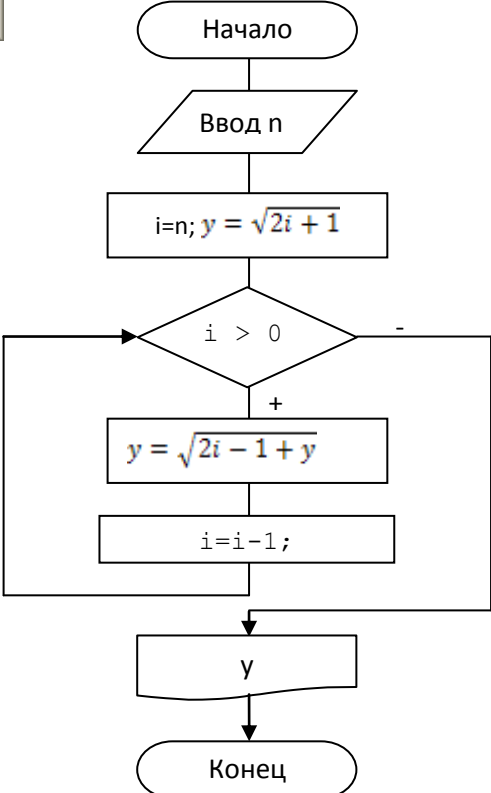 Начало
Ввод n
i=n; y = √(2i + 1)
i > 0
-
+
y = √(2i − 1 + y)
i=i-1;
y
Конец